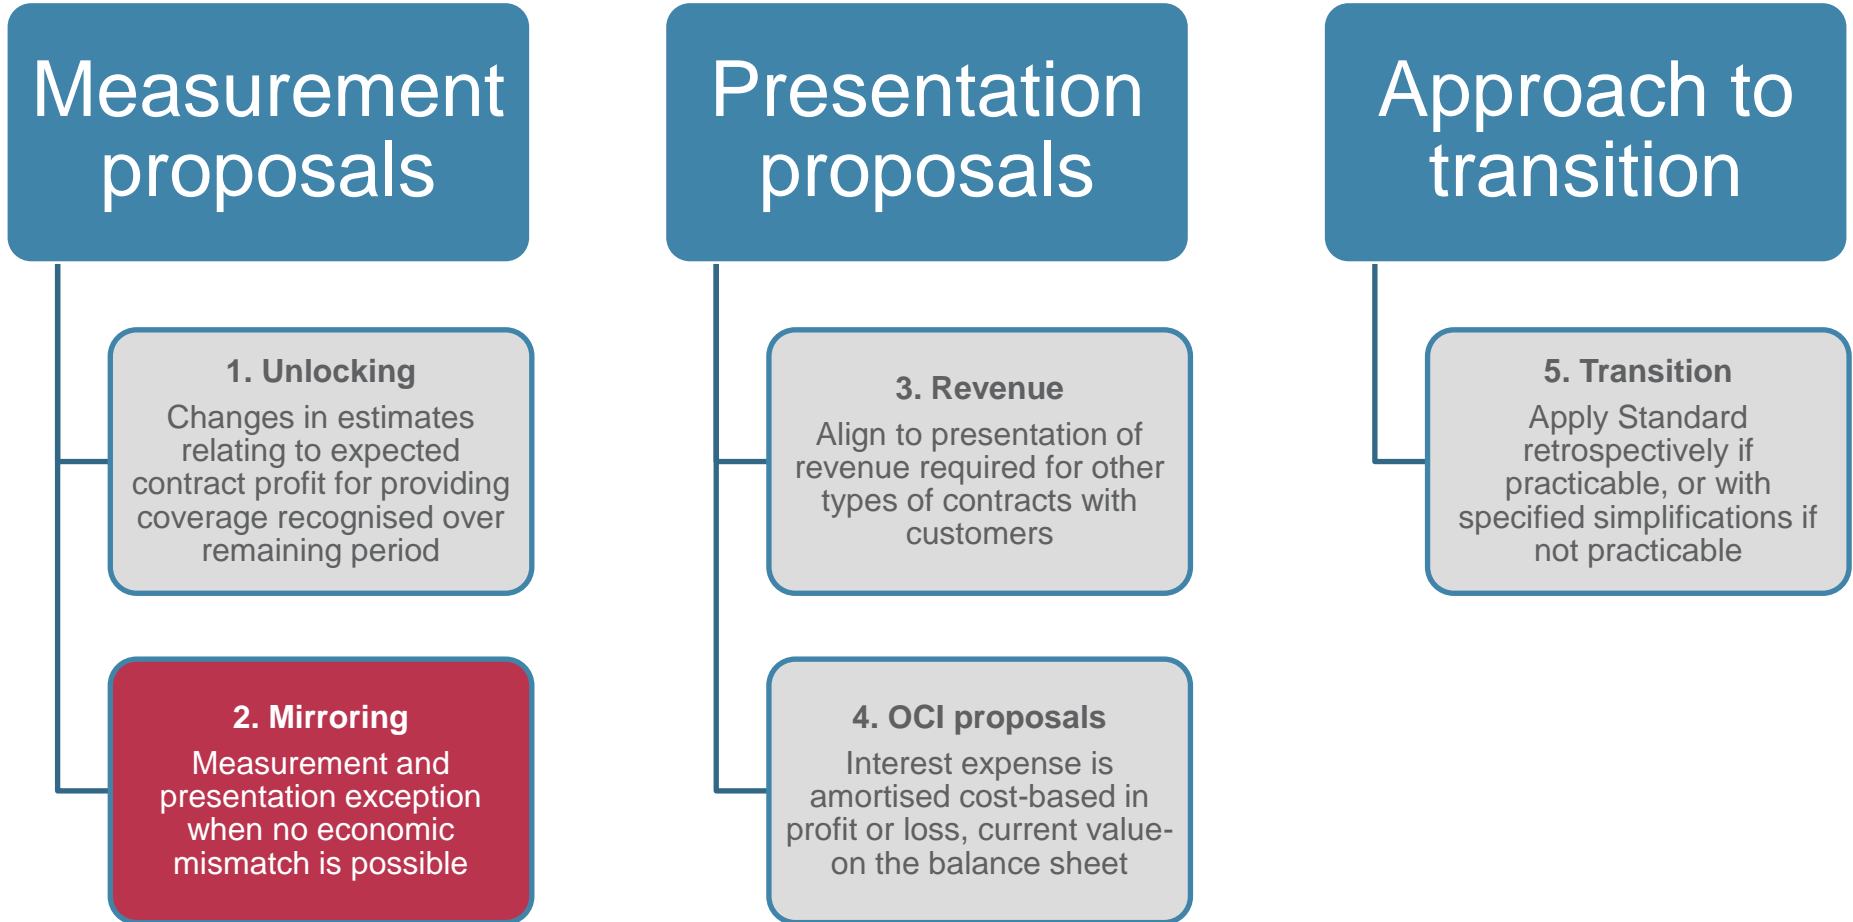 Measurement
proposals
1. Unlocking
Changes in estimates
relating to expected
contract profit for providing
coverage recognised over
remaining period
2. Mirroring
Measurement and
presentation exception
when no economic
mismatch is possible
Presentation
proposals
3. Revenue
Align to presentation of
revenue required for other
types of contracts with
customers
4. OCI proposals
Interest expense is
amortised cost-based in
profit or loss, current value-
on the balance sheet
Approach to
transition
5. Transition
Apply Standard
retrospectively if
practicable, or with
specified simplifications if
not practicable